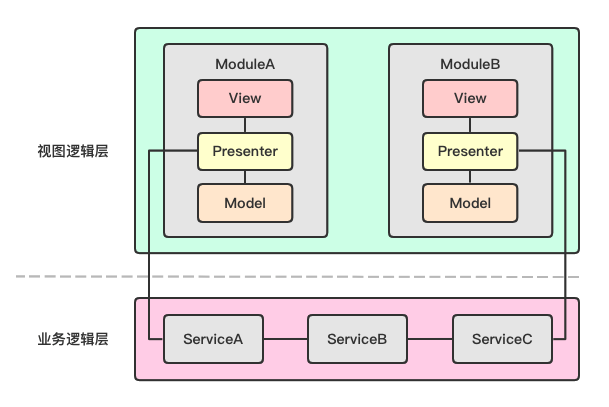 ModuleA
ModuleB
View
View
视图逻辑层
Presenter
Presenter
Model
Model
业务逻辑层
ServiceA
ServiceB
ServiceC